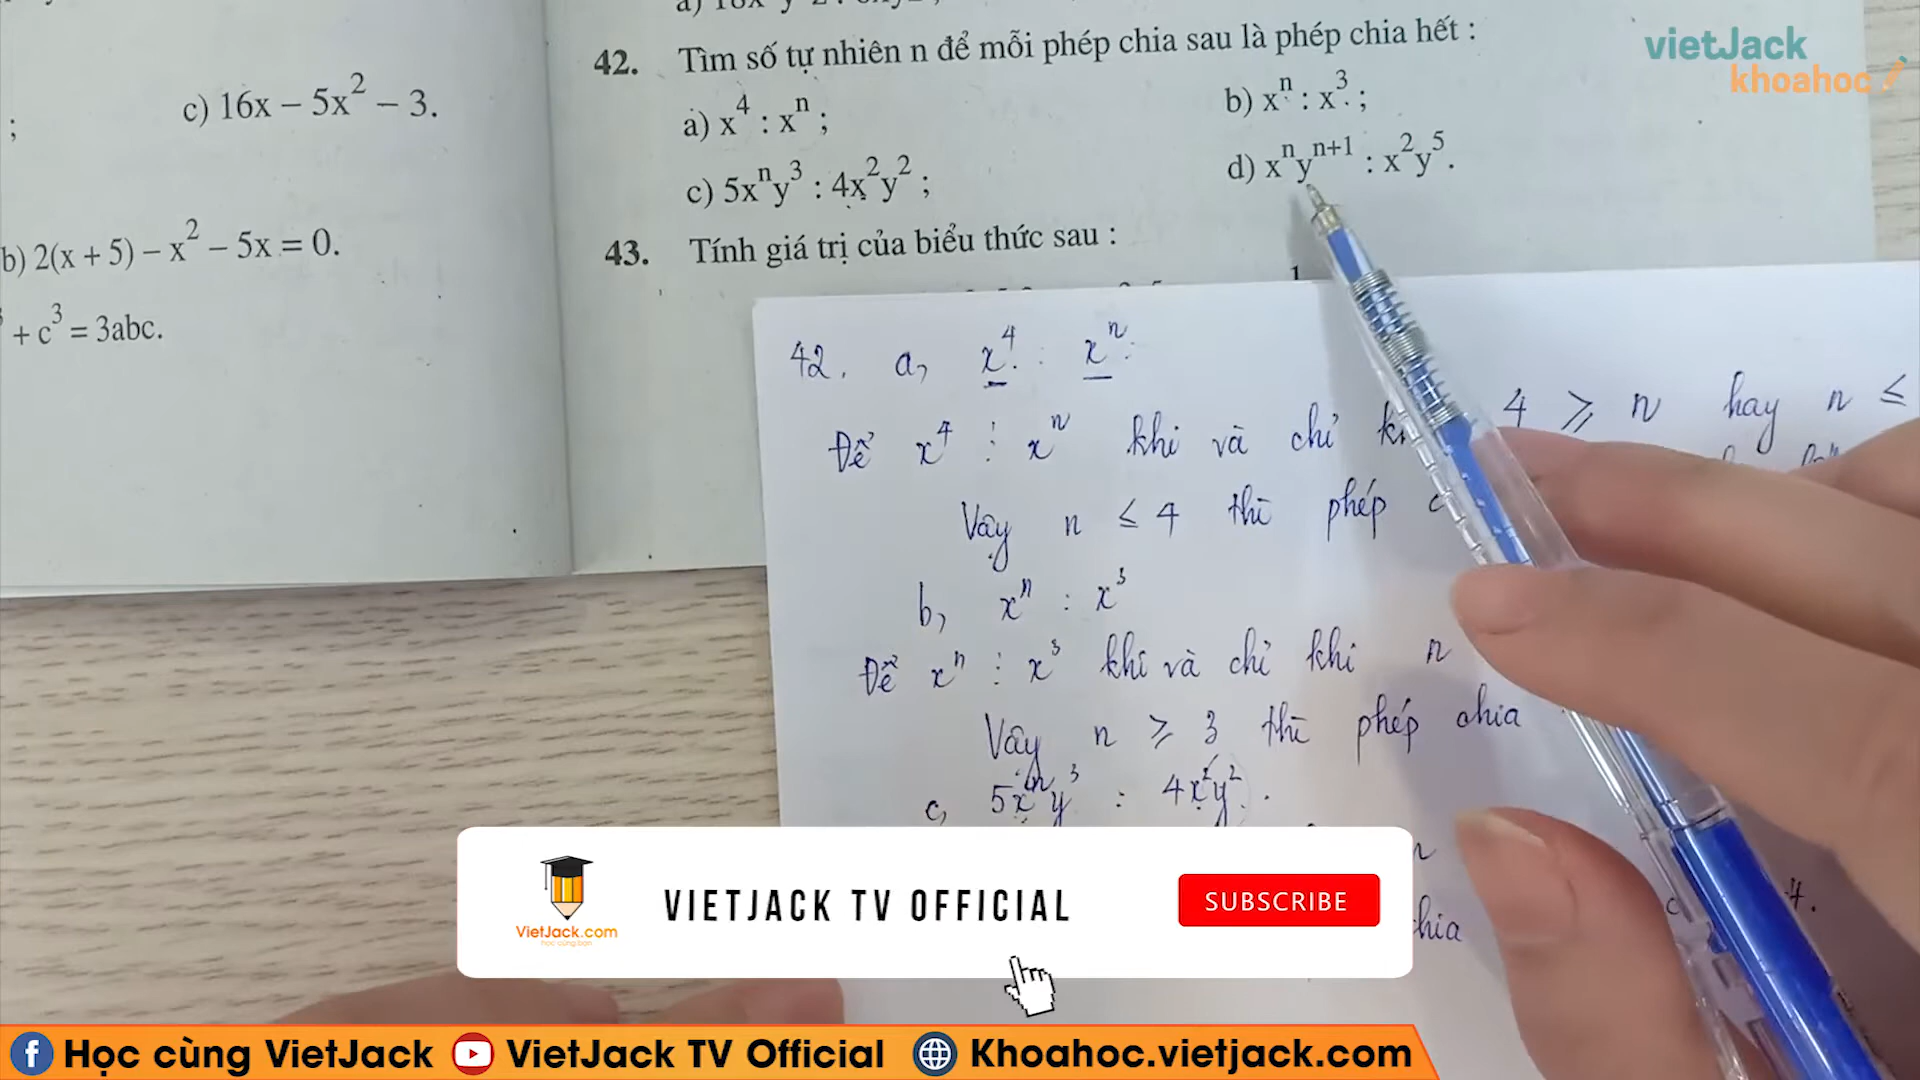 c) 16x – 5x² – 3.
;
b) 2(x + 5) – x² – 5x = 0.
+ c³ = 3abc.
42. Tìm số tự nhiên n để mỗi phép chia sau là phép chia hết :
a) x⁴ : xⁿ ;
b) xⁿ : x³ ;
c) 5xⁿy³ : 4x²y² ;
d) xⁿyⁿ⁺¹ : x²y⁵.
43. Tính giá trị của biểu thức sau :
vietJack
khoahoc
42. a, x⁴ : xⁿ
Để x⁴ ⋮ xⁿ khi và chỉ 4 ⩾ n hay n ≤
Vậy n ≤ 4 thì phép
b, xⁿ : x³
Để xⁿ ⋮ x³ khi và chỉ khi n
Vậy n ⩾ 3 thì phép chia
c, 5xⁿy³ : 4x²y².
chia
VietJack.com
học cùng bạn
VIETJACK TV OFFICIAL
SUBSCRIBE
Học cùng VietJack VietJack TV Official Khoahoc.vietjack.com